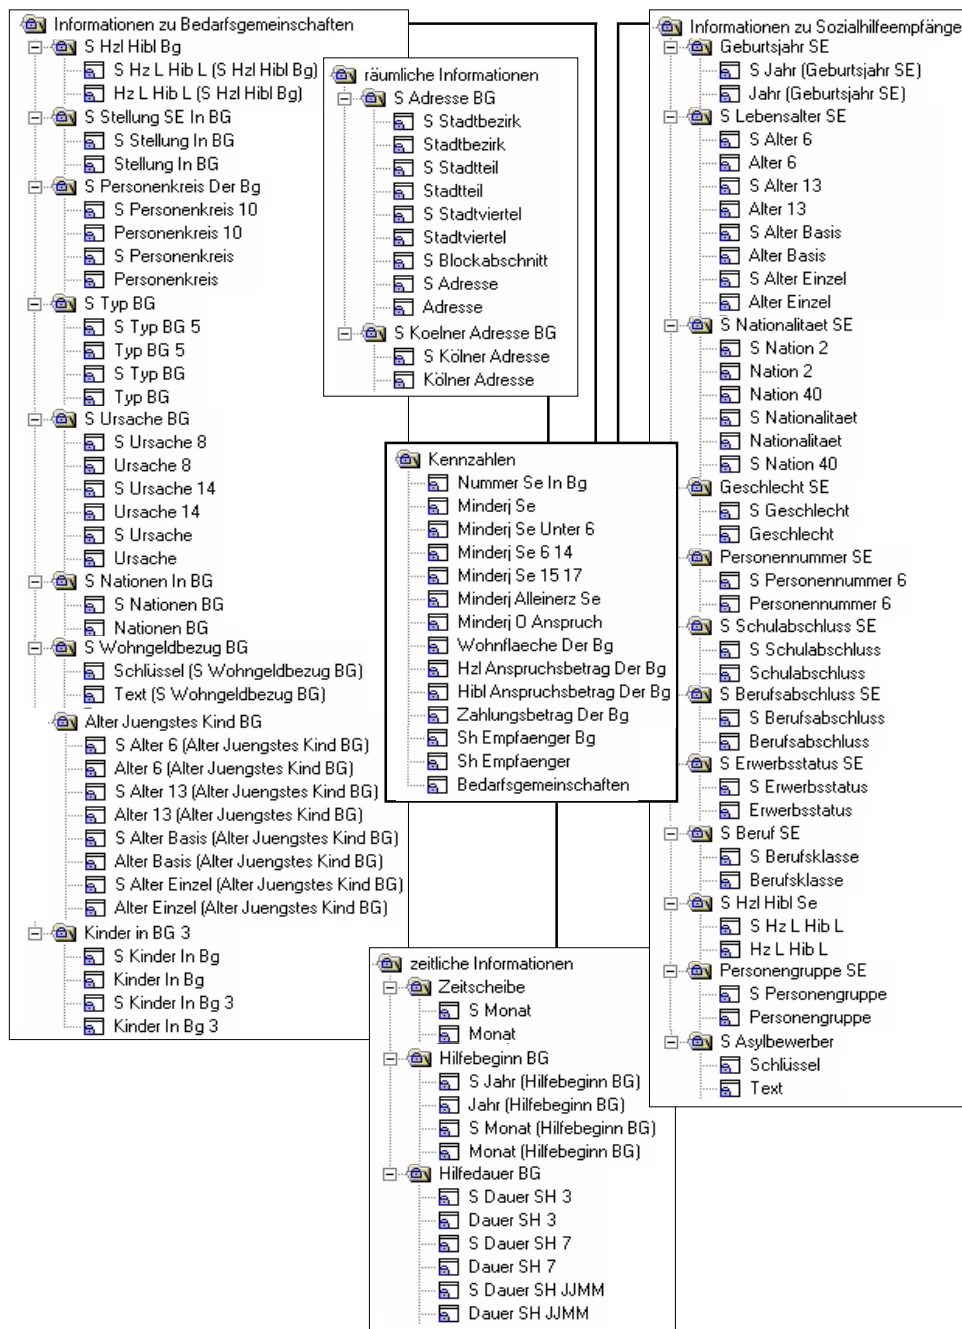 Informationen zu Bedarfsgemeinschaften
S Hzl Hibl Bg
S Hz L Hib L (S Hzl Hibl Bg)
Hz L Hib L (S Hzl Hibl Bg)
S Stellung SE In BG
S Stellung In BG
Stellung In BG
S Personenkreis Der Bg
S Personenkreis 10
Personenkreis 10
S Personenkreis
Personenkreis
S Typ BG
S Typ BG 5
Typ BG 5
S Typ BG
Typ BG
S Ursache BG
S Ursache 8
Ursache 8
S Ursache 14
Ursache 14
S Ursache
Ursache
S Nationen In BG
S Nationen BG
Nationen BG
S Wohngeldbezug BG
Schlüssel (S Wohngeldbezug BG)
Text (S Wohngeldbezug BG)
Alter Juengstes Kind BG
S Alter 6 (Alter Juengstes Kind BG)
Alter 6 (Alter Juengstes Kind BG)
S Alter 13 (Alter Juengstes Kind BG)
Alter 13 (Alter Juengstes Kind BG)
S Alter Basis (Alter Juengstes Kind BG)
Alter Basis (Alter Juengstes Kind BG)
S Alter Einzel (Alter Juengstes Kind BG)
Alter Einzel (Alter Juengstes Kind BG)
Kinder in BG 3
S Kinder In Bg
Kinder In Bg
S Kinder In Bg 3
Kinder In Bg 3
räumliche Informationen
S Adresse BG
S Stadtbezirk
Stadtbezirk
S Stadtteil
Stadtteil
S Stadtviertel
Stadtviertel
S Blockabschnitt
S Adresse
Adresse
S Koelner Adresse BG
S Kölner Adresse
Kölner Adresse
Kennzahlen
Nummer Se In Bg
Minderj Se
Minderj Se Unter 6
Minderj Se 6 14
Minderj Se 15 17
Minderj Alleinerz Se
Minderj O Anspruch
Wohnflaeche Der Bg
Hzl Anspruchsbetrag Der Bg
Hibl Anspruchsbetrag Der Bg
Zahlungsbetrag Der Bg
Sh Empfaenger Bg
Sh Empfaenger
Bedarfsgemeinschaften
zeitliche Informationen
Zeitscheibe
S Monat
Monat
Hilfebeginn BG
S Jahr (Hilfebeginn BG)
Jahr (Hilfebeginn BG)
S Monat (Hilfebeginn BG)
Monat (Hilfebeginn BG)
Hilfedauer BG
S Dauer SH 3
Dauer SH 3
S Dauer SH 7
Dauer SH 7
S Dauer SH JJMM
Dauer SH JJMM
Informationen zu Sozialhilfeempfänge
Geburtsjahr SE
S Jahr (Geburtsjahr SE)
Jahr (Geburtsjahr SE)
S Lebensalter SE
S Alter 6
Alter 6
S Alter 13
Alter 13
S Alter Basis
Alter Basis
S Alter Einzel
Alter Einzel
S Nationalitaet SE
S Nation 2
Nation 2
Nation 40
S Nationalitaet
Nationalitaet
S Nation 40
Geschlecht SE
S Geschlecht
Geschlecht
Personennummer SE
S Personennummer 6
Personennummer 6
S Schulabschluss SE
S Schulabschluss
Schulabschluss
S Berufsabschluss SE
S Berufsabschluss
Berufsabschluss
S Erwerbsstatus SE
S Erwerbsstatus
Erwerbsstatus
S Beruf SE
S Berufsklasse
Berufsklasse
S Hzl Hibl Se
S Hz L Hib L
Hz L Hib L
Personengruppe SE
S Personengruppe
Personengruppe
S Asylbewerber
Schlüssel
Text